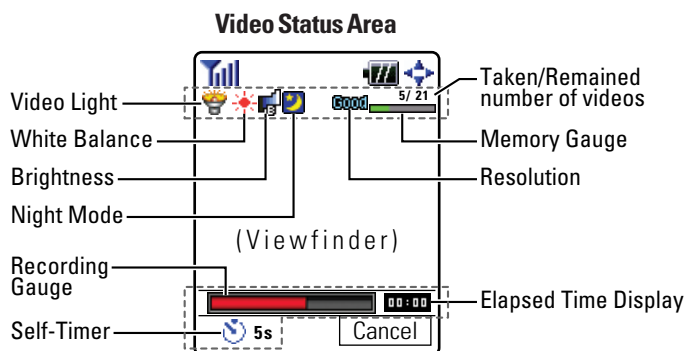 Video Status Area
Taken/Remained
number of videos
Video Light
5/ 21
Good
White Balance
Memory Gauge
Brightness
Resolution
Night Mode
(Viewfinder)
Recording
Gauge
00:00
Elapsed Time Display
Self-Timer
5s
Cancel